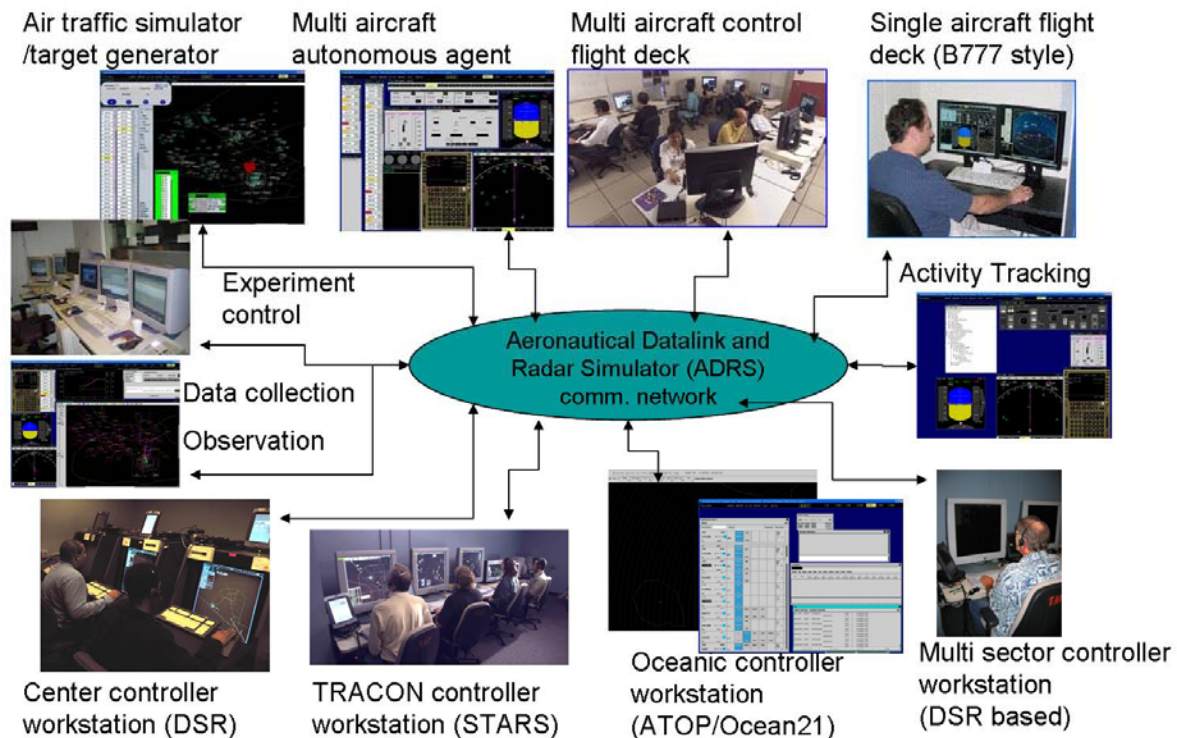 Air traffic simulator
/target generator
Multi aircraft
autonomous agent
Multi aircraft control
flight deck
Single aircraft flight
deck (B777 style)
Experiment
control
Activity Tracking
Aeronautical Datalink and
Radar Simulator (ADRS)
comm. network
Data collection
Observation
Center controller
workstation (DSR)
TRACON controller
workstation (STARS)
Oceanic controller
workstation
(ATOP/Ocean21)
Multi sector controller
workstation
(DSR based)